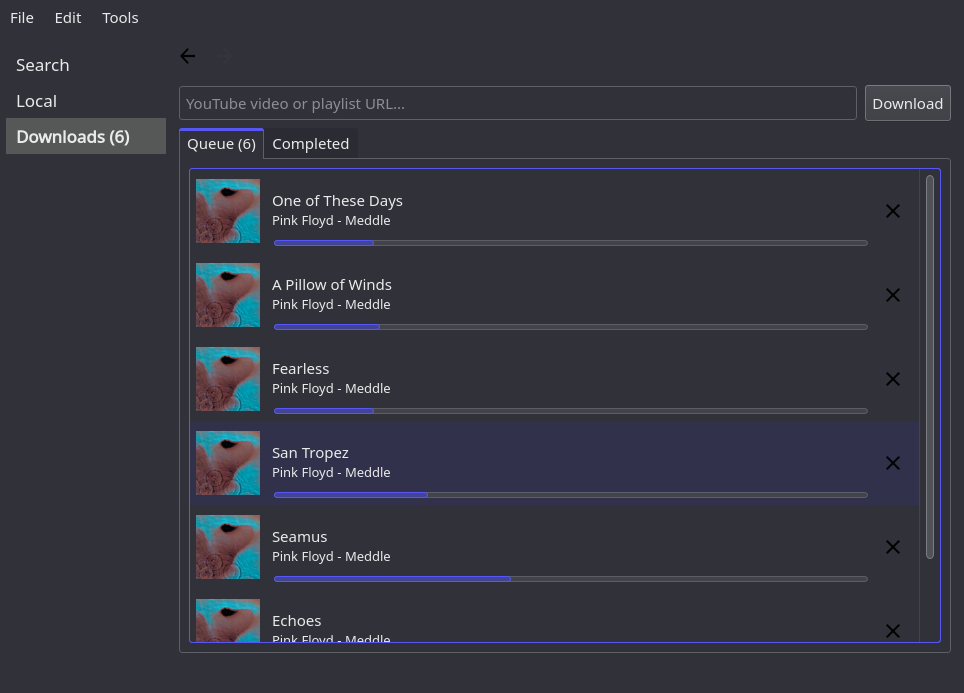 File Edit Tools
Search
Local
Downloads (6)
YouTube video or playlist URL... Download
Queue (6) Completed
One of These Days
Pink Floyd - Meddle
A Pillow of Winds
Pink Floyd - Meddle
Fearless
Pink Floyd - Meddle
San Tropez
Pink Floyd - Meddle
Seamus
Pink Floyd - Meddle
Echoes
Pink Floyd - Meddle